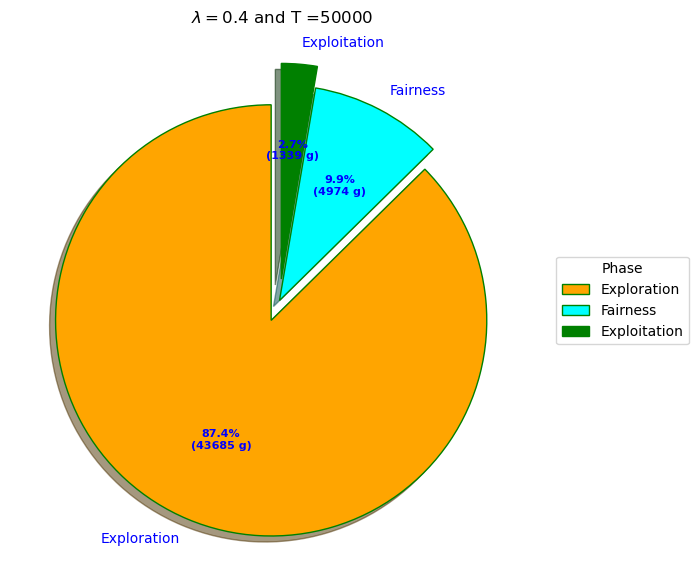 λ = 0.4 and T =50000
Exploitation
Fairness
2.7%
(1339 g)
9.9%
(4974 g)
Phase
Exploration
Fairness
Exploitation
87.4%
(43685 g)
Exploration